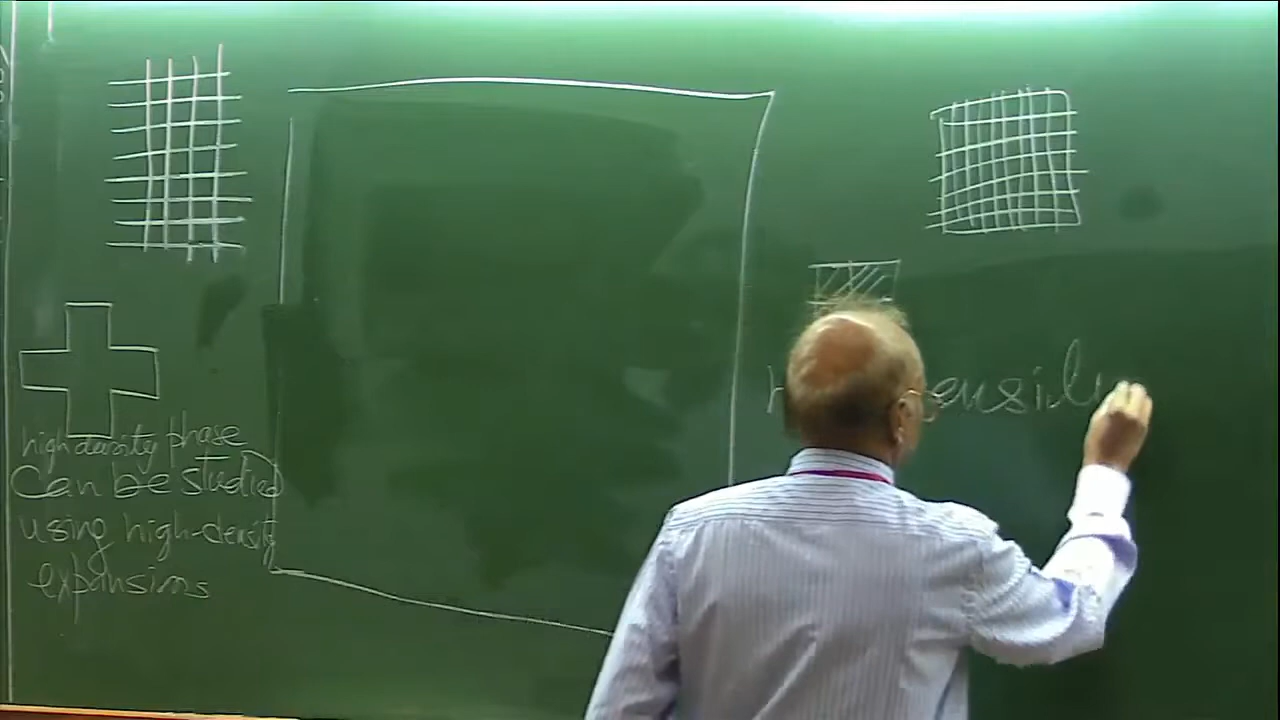 high density phase
Can be studied
using high-density
expansions